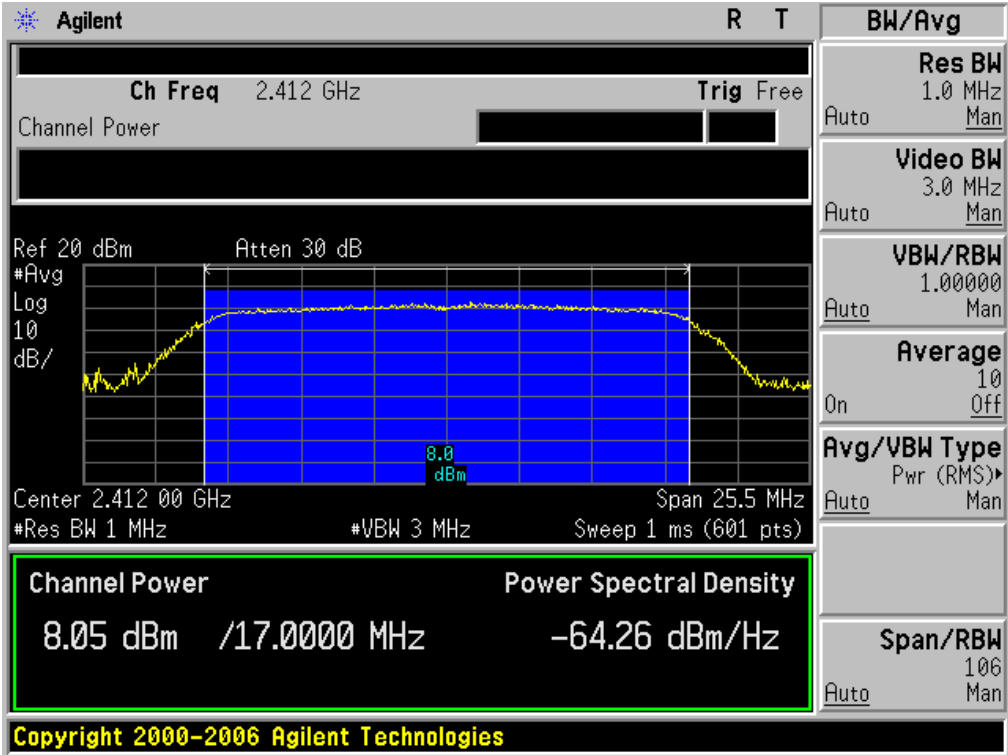 Agilent R T
Ch Freq 2.412 GHz Trig Free
Channel Power
Ref 20 dBm Atten 30 dB
#Avg
Log
10
dB/
8.0
dBm
Center 2.412 00 GHz Span 25.5 MHz
#Res BW 1 MHz #VBW 3 MHz Sweep 1 ms (601 pts)
Channel Power Power Spectral Density
8.05 dBm /17.0000 MHz -64.26 dBm/Hz
Copyright 2000-2006 Agilent Technologies
BW/Avg
Res BW
1.0 MHz
Auto Man
Video BW
3.0 MHz
Auto Man
VBW/RBW
1.00000
Auto Man
Average
10
On Off
Avg/VBW Type
Pwr (RMS)▸
Auto Man
Span/RBW
106
Auto Man